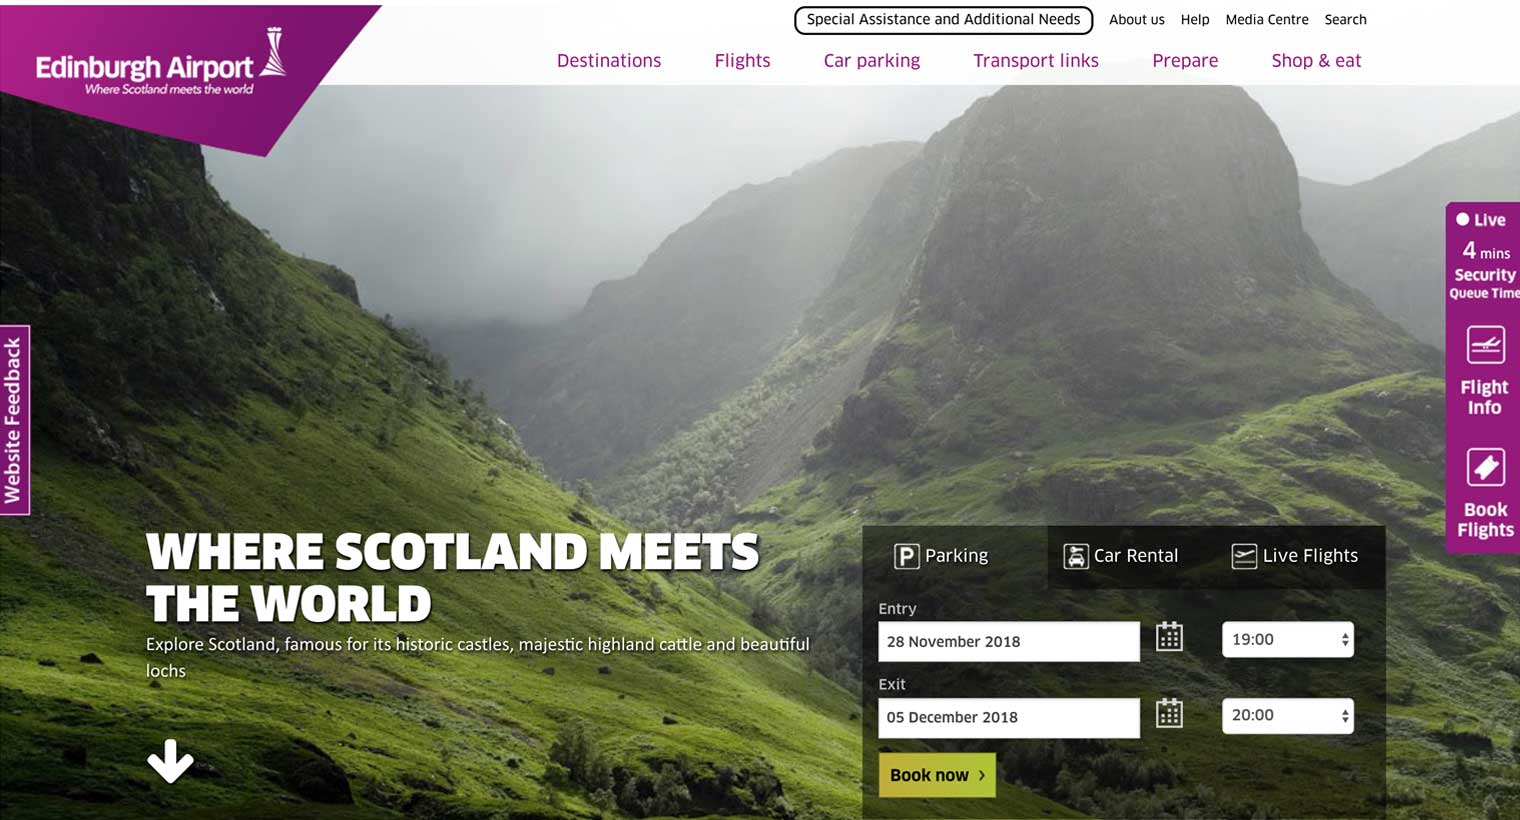 Special Assistance and Additional Needs
About us
Help
Media Centre
Search
Edinburgh Airport
Where Scotland meets the world
Destinations
Flights
Car parking
Transport links
Prepare
Shop & eat
Live
4 mins
Security
Queue Time
Flight
Info
Book
Flights
Website Feedback
WHERE SCOTLAND MEETS
THE WORLD
Explore Scotland, famous for its historic castles, majestic highland cattle and beautiful
lochs
P Parking
Car Rental
Live Flights
Entry
28 November 2018
19:00
Exit
05 December 2018
20:00
Book now ›